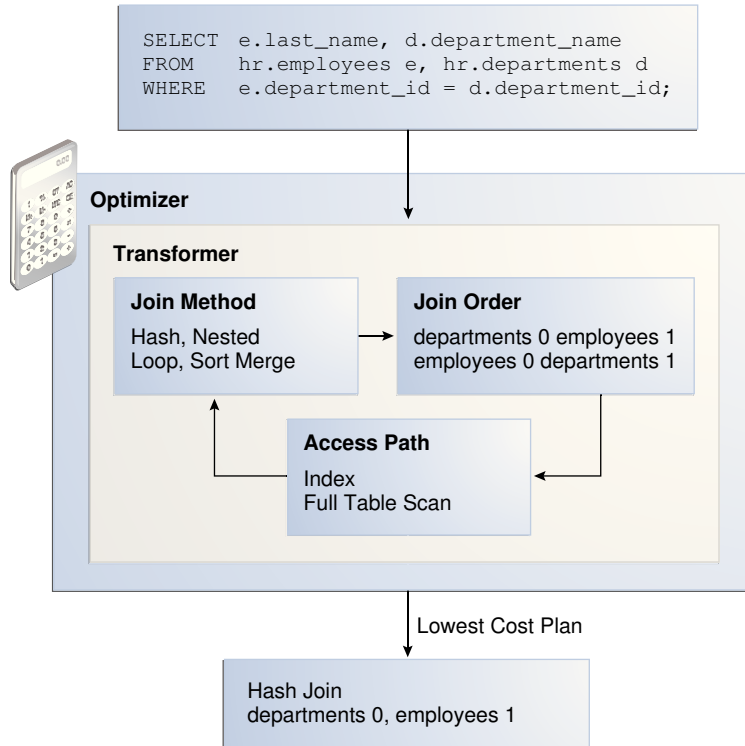 SELECT e.last_name, d.department_name
FROM hr.employees e, hr.departments d
WHERE e.department_id = d.department_id;
0.00
Optimizer
Transformer
Join Method
Hash, Nested
Loop, Sort Merge
Join Order
departments 0 employees 1
employees 0 departments 1
Access Path
Index
Full Table Scan
Lowest Cost Plan
Hash Join
departments 0, employees 1